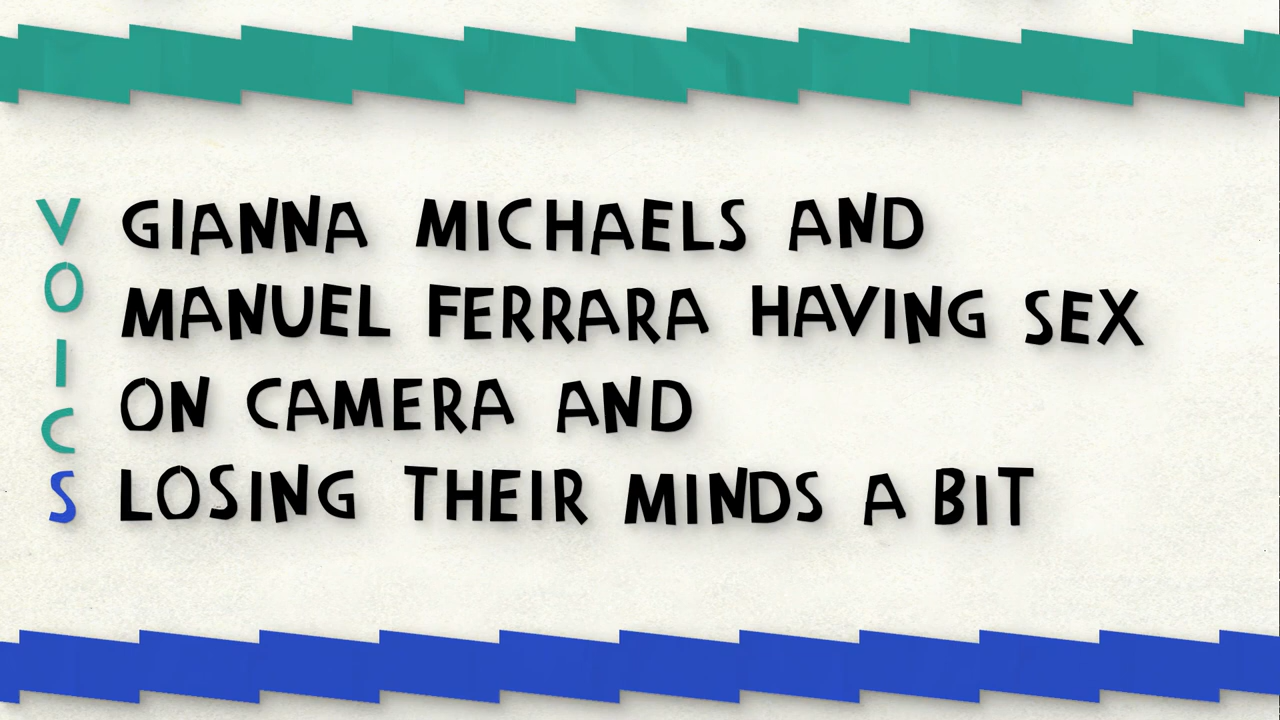 VOICS
GIANNA MICHAELS AND
MANUEL FERRARA HAVING SEX
ON CAMERA AND
LOSING THEIR MINDS A BIT